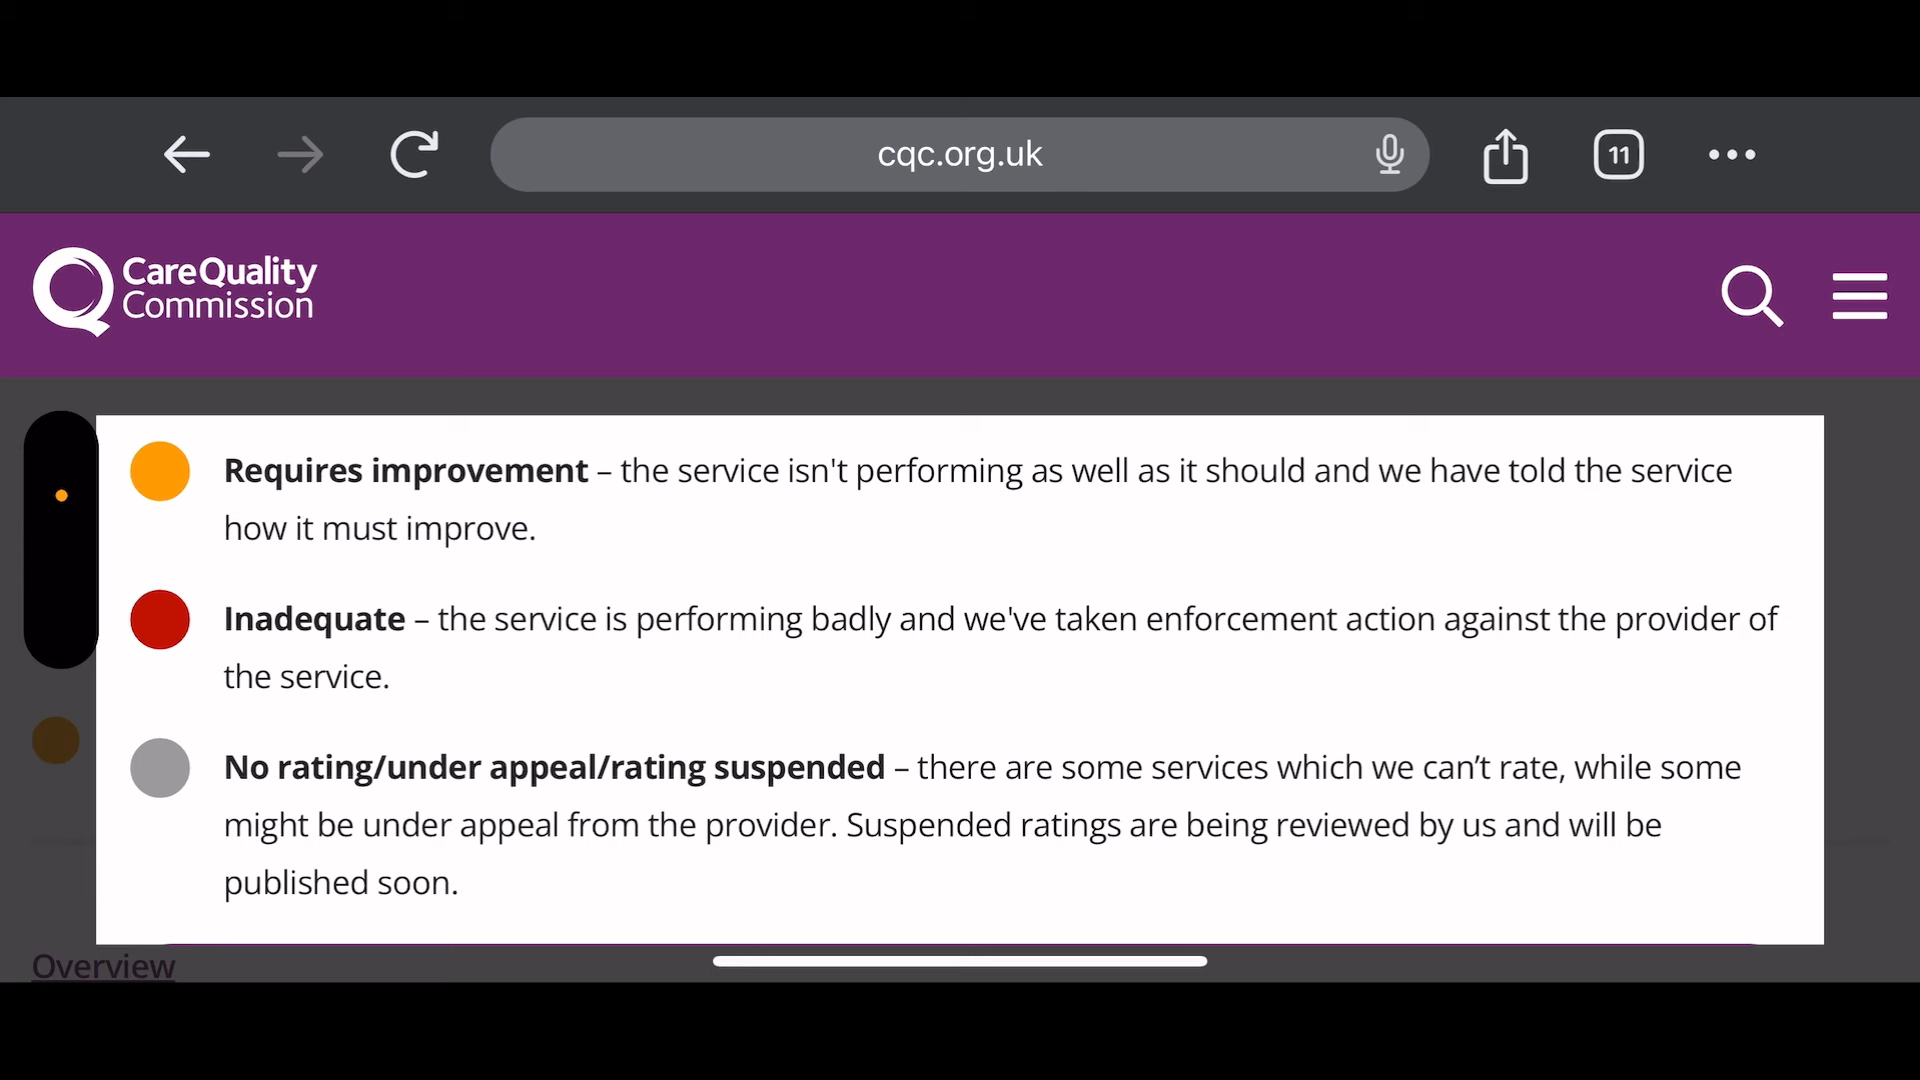 cqc.org.uk
11
CareQuality
Commission
Requires improvement – the service isn't performing as well as it should and we have told the service
how it must improve.
Inadequate – the service is performing badly and we've taken enforcement action against the provider of
the service.
No rating/under appeal/rating suspended – there are some services which we can’t rate, while some
might be under appeal from the provider. Suspended ratings are being reviewed by us and will be
published soon.
Overview